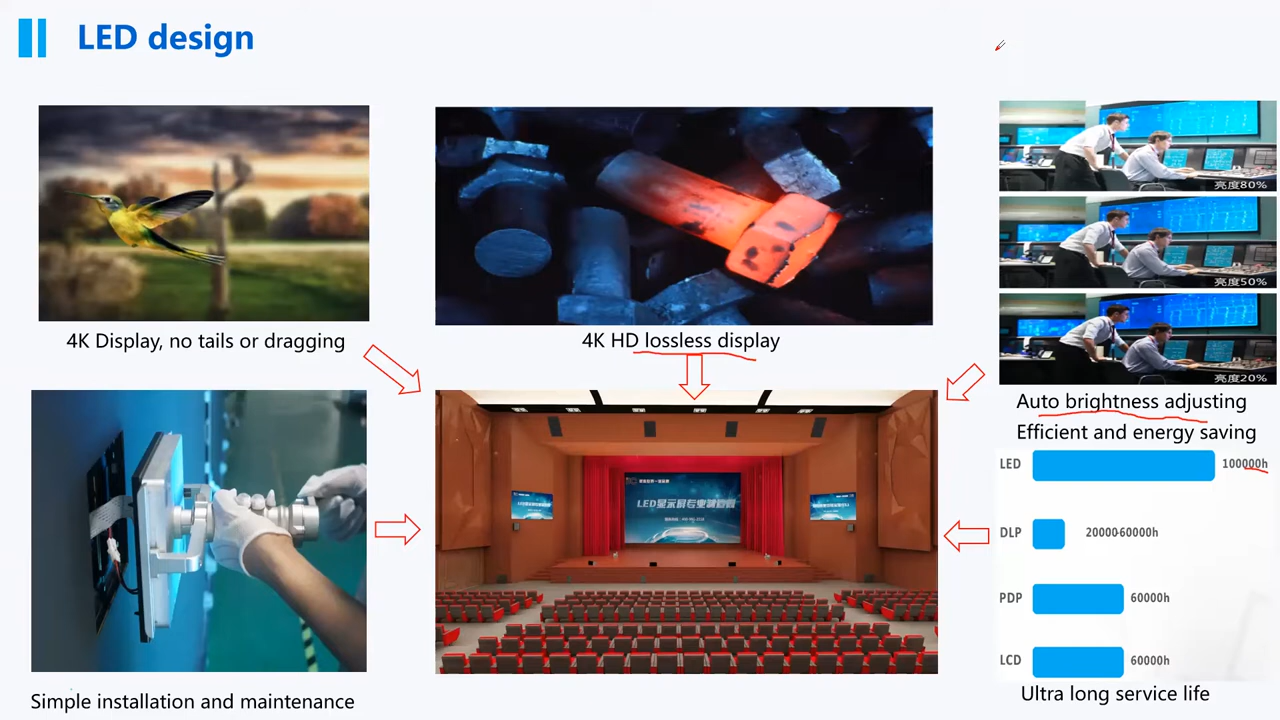 LED design
4K Display, no tails or dragging
4K HD lossless display
亮度80%
亮度50%
亮度20%
Auto brightness adjusting
Efficient and energy saving
Simple installation and maintenance
LED 100000h
DLP 20000-60000h
PDP 60000h
LCD 60000h
Ultra long service life